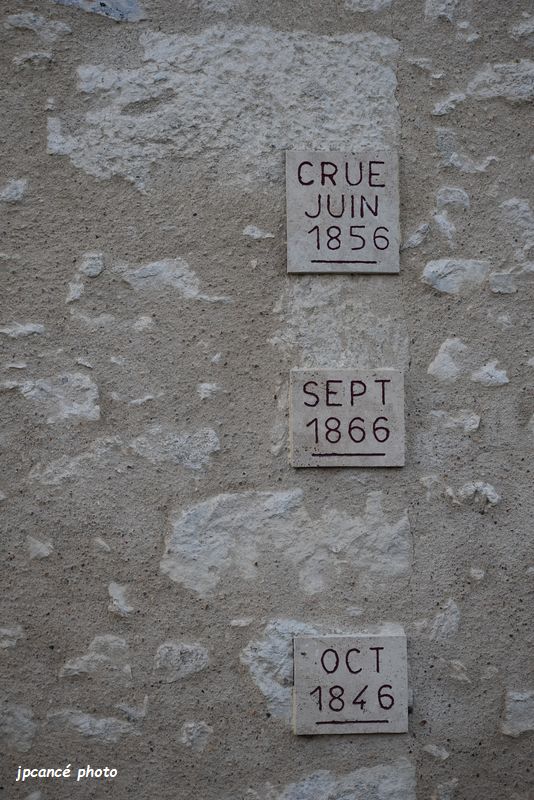 CRUE
JUIN
1856
SEPT
1866
OCT
1846
jpcancé photo